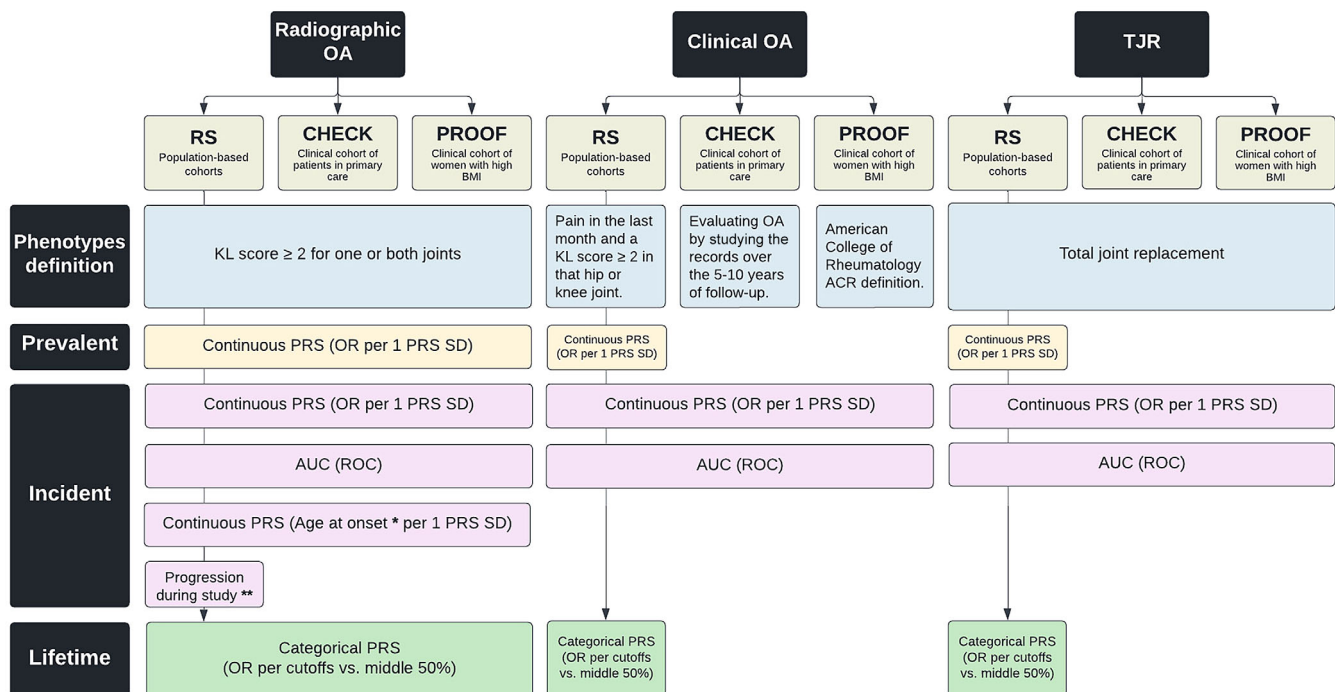 Radiographic
OA
Clinical OA
TJR
RS
Population-based
cohorts
CHECK
Clinical cohort of
patients in primary
care
PROOF
Clinical cohort of
women with high
BMI
RS
Population-based
cohorts
CHECK
Clinical cohort of
patients in primary
care
PROOF
Clinical cohort of
women with high
BMI
RS
Population-based
cohorts
CHECK
Clinical cohort of
patients in primary
care
PROOF
Clinical cohort of
women with high
BMI
Phenotypes
definition
KL score ≥ 2 for one or both joints
Pain in the last
month and a
KL score ≥ 2 in
that hip or
knee joint.
Evaluating OA
by studying the
records over
the 5-10 years
of follow-up.
American
College of
Rheumatology
ACR definition.
Total joint replacement
Prevalent
Continuous PRS (OR per 1 PRS SD)
Continuous PRS
(OR per 1 PRS SD)
Continuous PRS
(OR per 1 PRS SD)
Incident
Continuous PRS (OR per 1 PRS SD)
Continuous PRS (OR per 1 PRS SD)
Continuous PRS (OR per 1 PRS SD)
AUC (ROC)
AUC (ROC)
AUC (ROC)
Continuous PRS (Age at onset * per 1 PRS SD)
Progression
during study **
Lifetime
Categorical PRS
(OR per cutoffs vs. middle 50%)
Categorical PRS
(OR per cutoffs
vs. middle 50%)
Categorical PRS
(OR per cutoffs
vs. middle 50%)